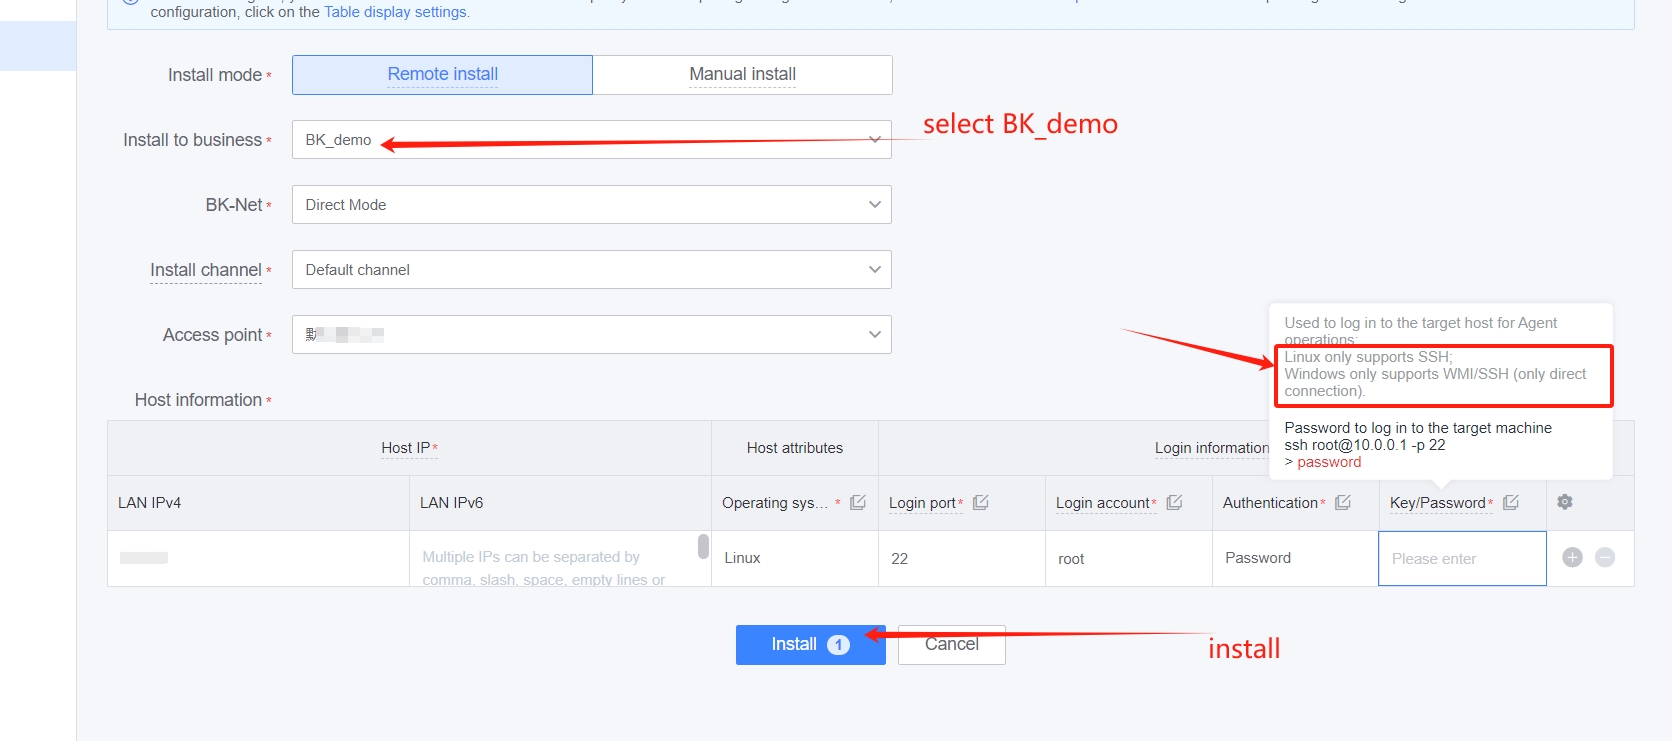 configuration, click on the Table display settings.
Install mode *
Remote install
Manual install
select BK_demo
Install to business *
BK_demo
BK-Net *
Direct Mode
Install channel *
Default channel
Access point *
Used to log in to the target host for Agent
operations;
Linux only supports SSH;
Windows only supports WMI/SSH (only direct
connection).
Password to log in to the target machine
ssh root@10.0.0.1 -p 22
> password
Host information *
Host IP*
Host attributes
Login information
LAN IPv4
LAN IPv6
Operating sys... *
Login port*
Login account*
Authentication*
Key/Password*
Multiple IPs can be separated by
comma, slash, space, empty lines or
Linux
22
root
Password
Please enter
Install 1
Cancel
install